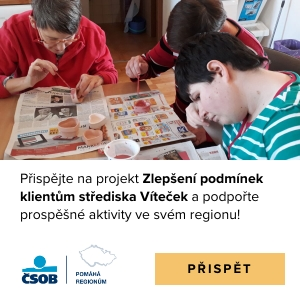 Přispějte na projekt Zlepšení podmínek
klientům střediska Víteček a podpořte
prospěšné aktivity ve svém regionu!
ČSOB
POMÁHÁ
REGIONŮM
PŘISPĚT